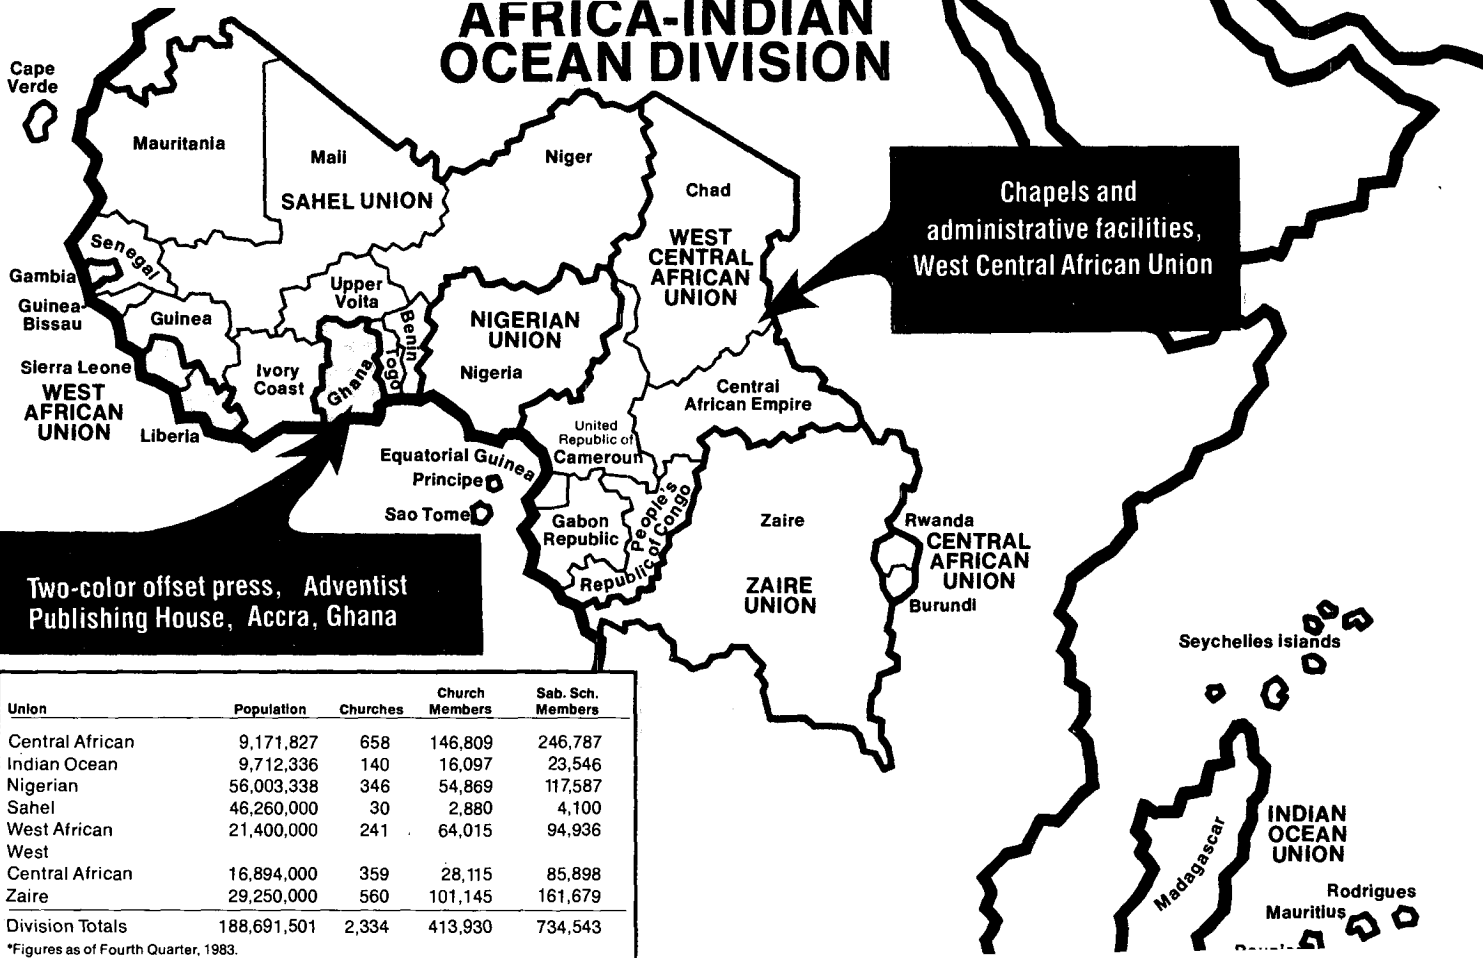 AFRICA-INDIAN
OCEAN DIVISION
Cape
Verde
Mauritania
Mali
SAHEL UNION
Niger
Chad
WEST
CENTRAL
AFRICAN
UNION
Chapels and
administrative facilities,
West Central African Union
Senegal
Gambia
Guinea-
Bissau
Guinea
Upper
Volta
Benin
Togo
NIGERIAN
UNION
Nigeria
Sierra Leone
WEST
AFRICAN
UNION
Liberia
Ivory
Coast
Ghana
Central
African Empire
United
Republic of
Cameroun
Equatorial Guinea
Principe
Sao Tome
Gabon
Republic
People's
Republic of Congo
Zaire
ZAIRE
UNION
Rwanda
CENTRAL
AFRICAN
UNION
Burundi
Two-color offset press, Adventist
Publishing House, Accra, Ghana
Seychelles Islands
Madagascar
INDIAN
OCEAN
UNION
Rodrigues
Mauritius
Union Population Churches Church Members Sab. Sch. Members
Central African 9,171,827 658 146,809 246,787
Indian Ocean 9,712,336 140 16,097 23,546
Nigerian 56,003,338 346 54,869 117,587
Sahel 46,260,000 30 2,880 4,100
West African 21,400,000 241 64,015 94,936
West
Central African 16,894,000 359 28,115 85,898
Zaire 29,250,000 560 101,145 161,679
Division Totals 188,691,501 2,334 413,930 734,543
*Figures as of Fourth Quarter, 1983.